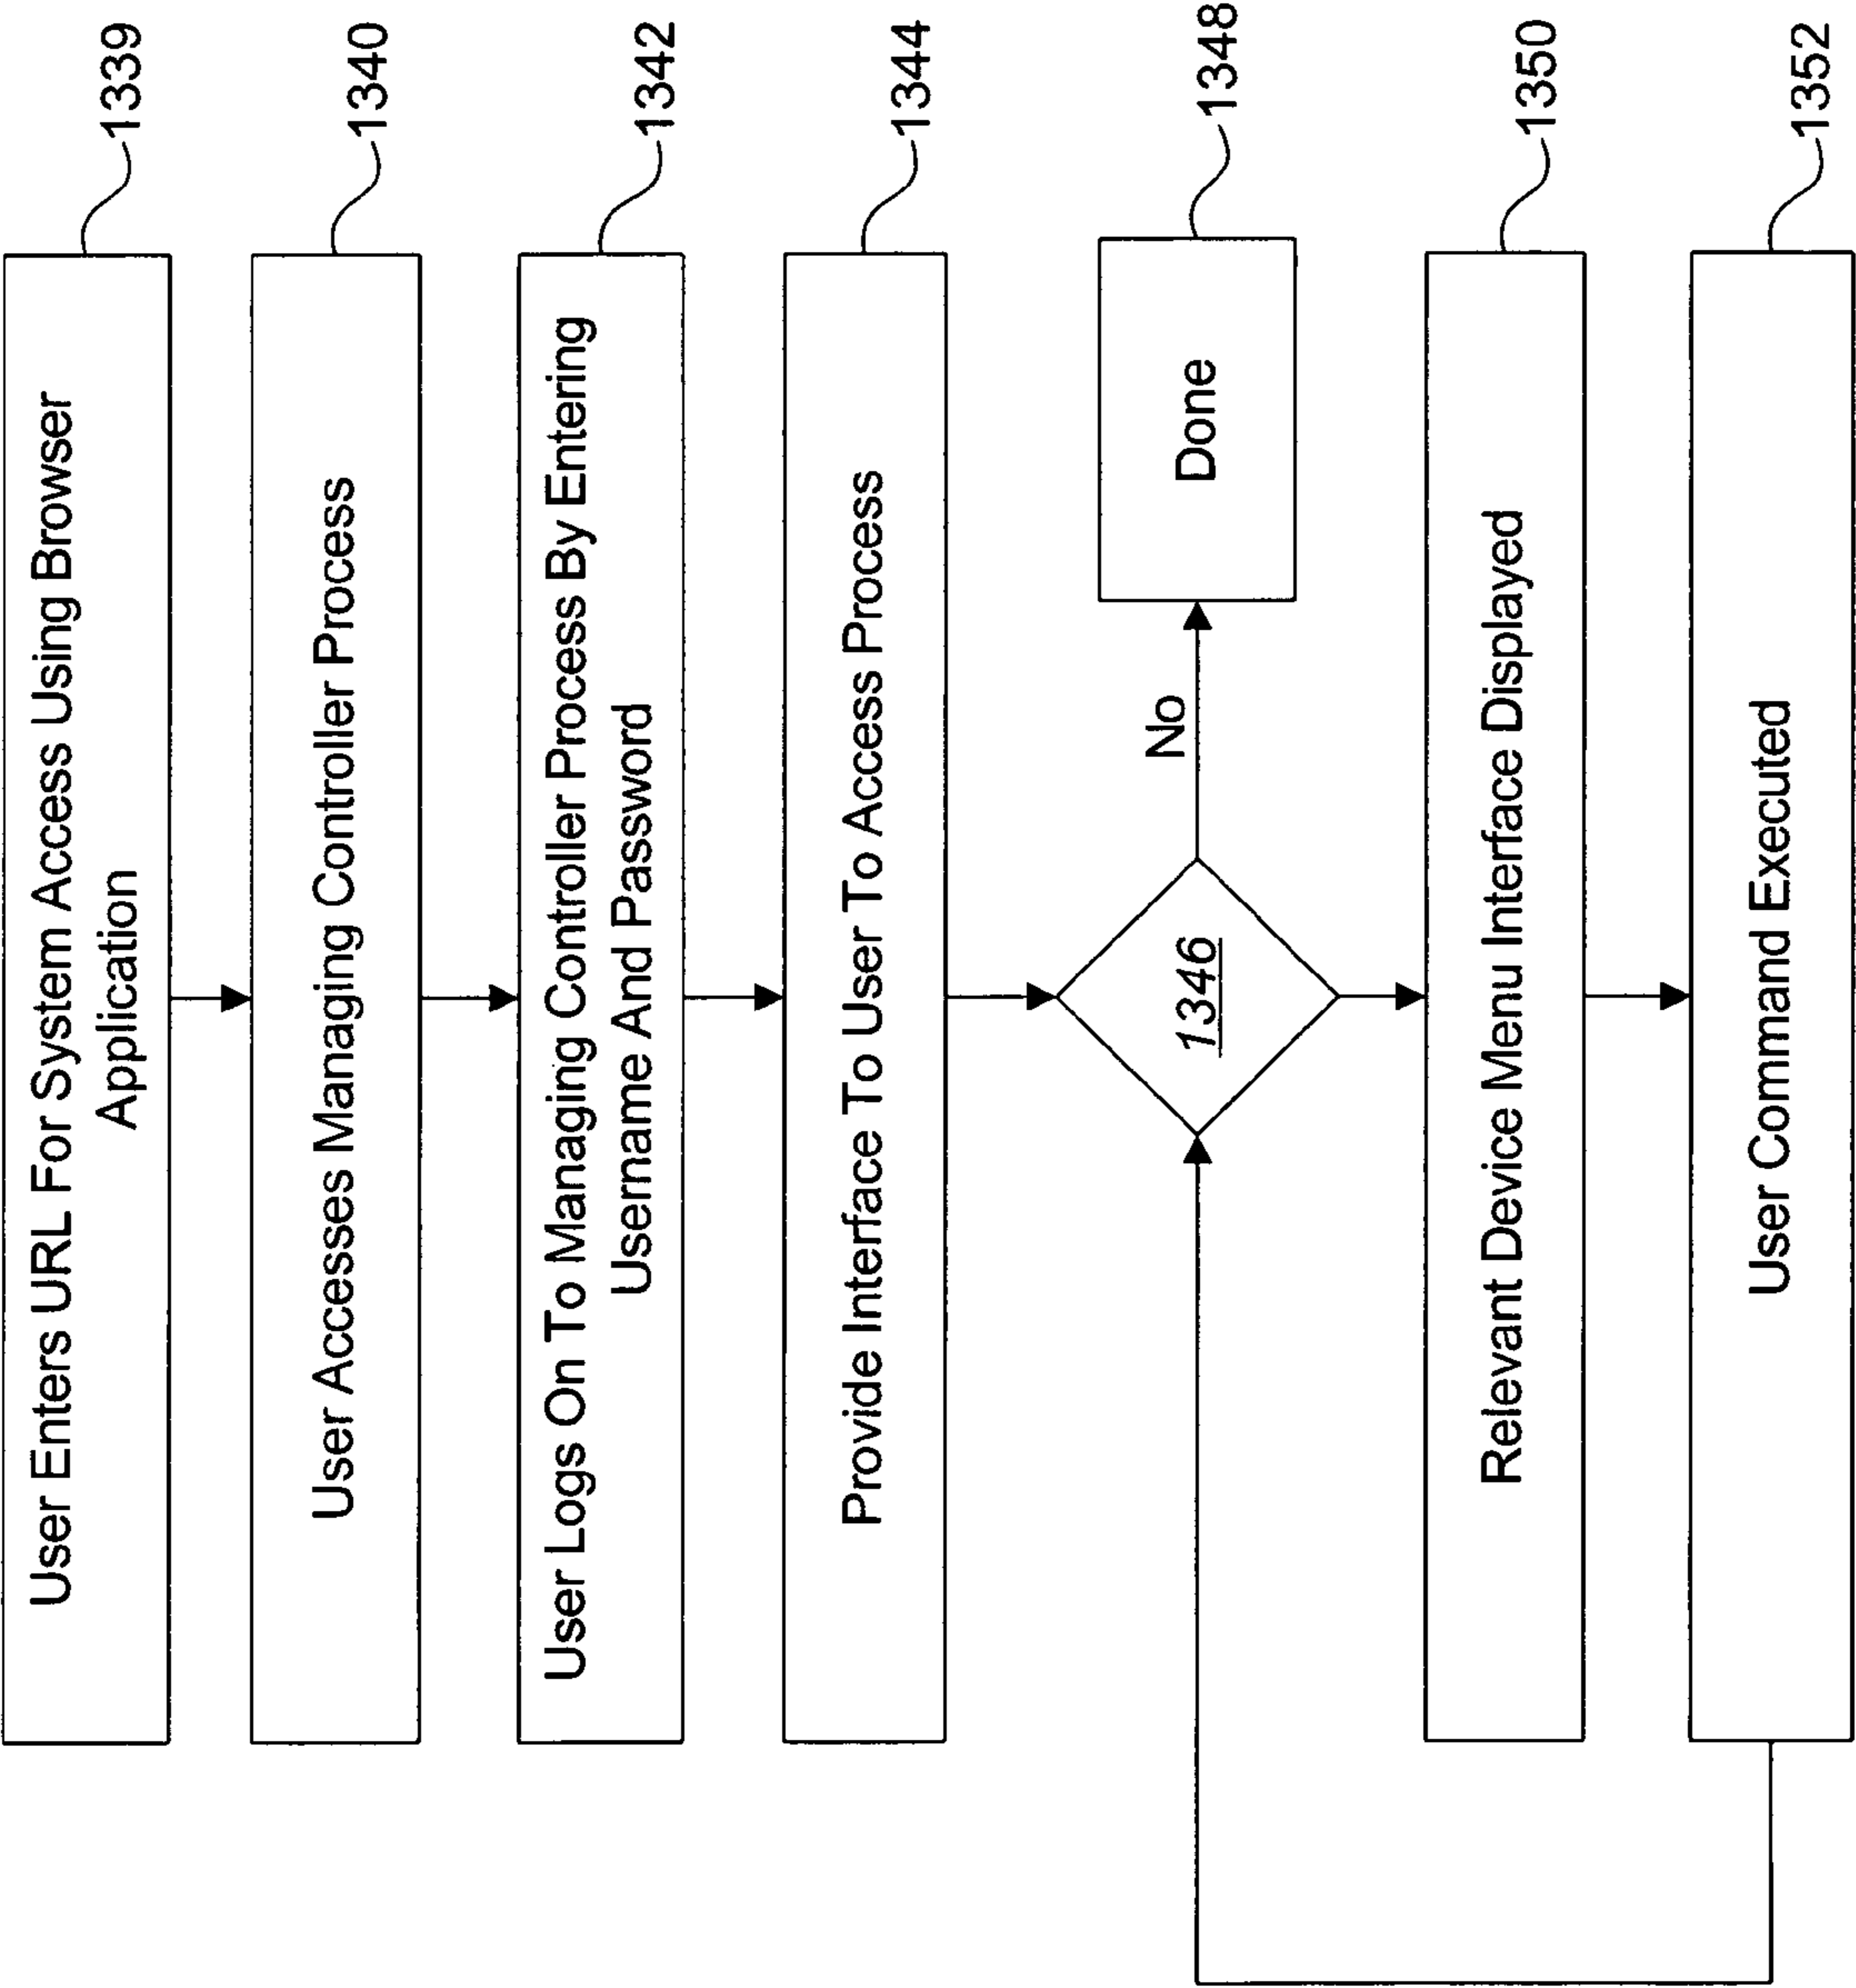 User Enters URL For System Access Using Browser
Application
1339
User Accesses Managing Controller Process
1340
User Logs On To Managing Controller Process By Entering
Username And Password
1342
Provide Interface To User To Access Process
1344
1346
No
Done
1348
Relevant Device Menu Interface Displayed
1350
User Command Executed
1352